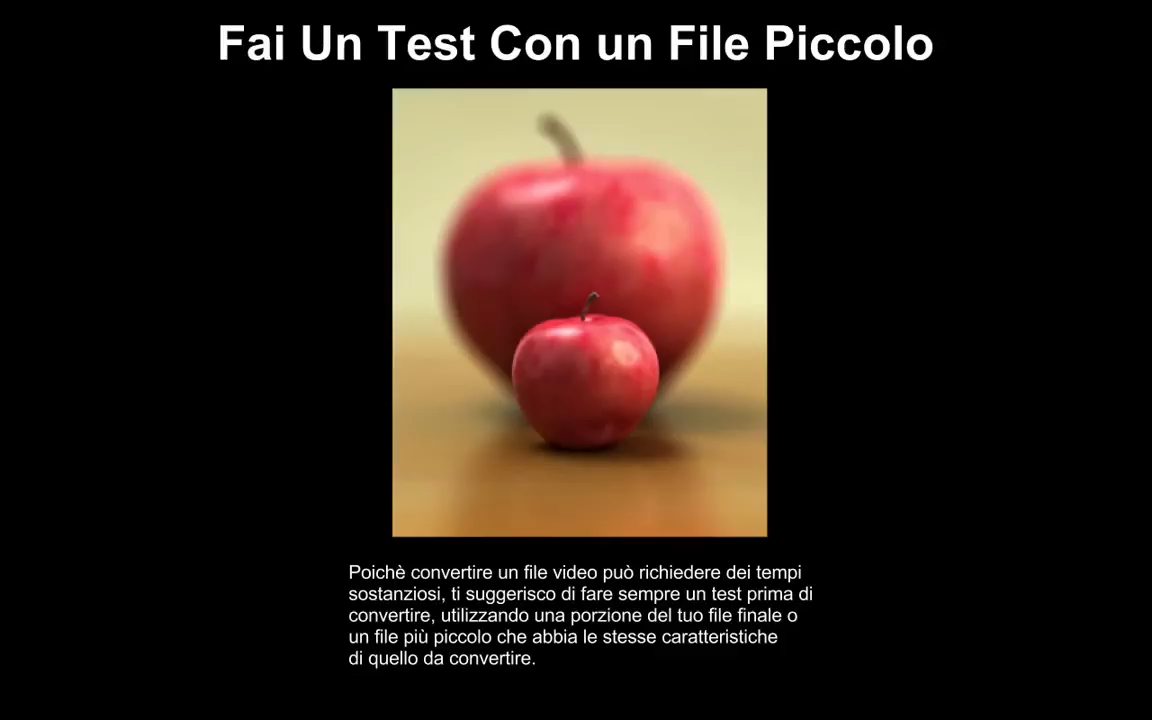 Fai Un Test Con un File Piccolo
Poichè convertire un file video può richiedere dei tempi
sostanziosi, ti suggerisco di fare sempre un test prima di
convertire, utilizzando una porzione del tuo file finale o
un file più piccolo che abbia le stesse caratteristiche
di quello da convertire.